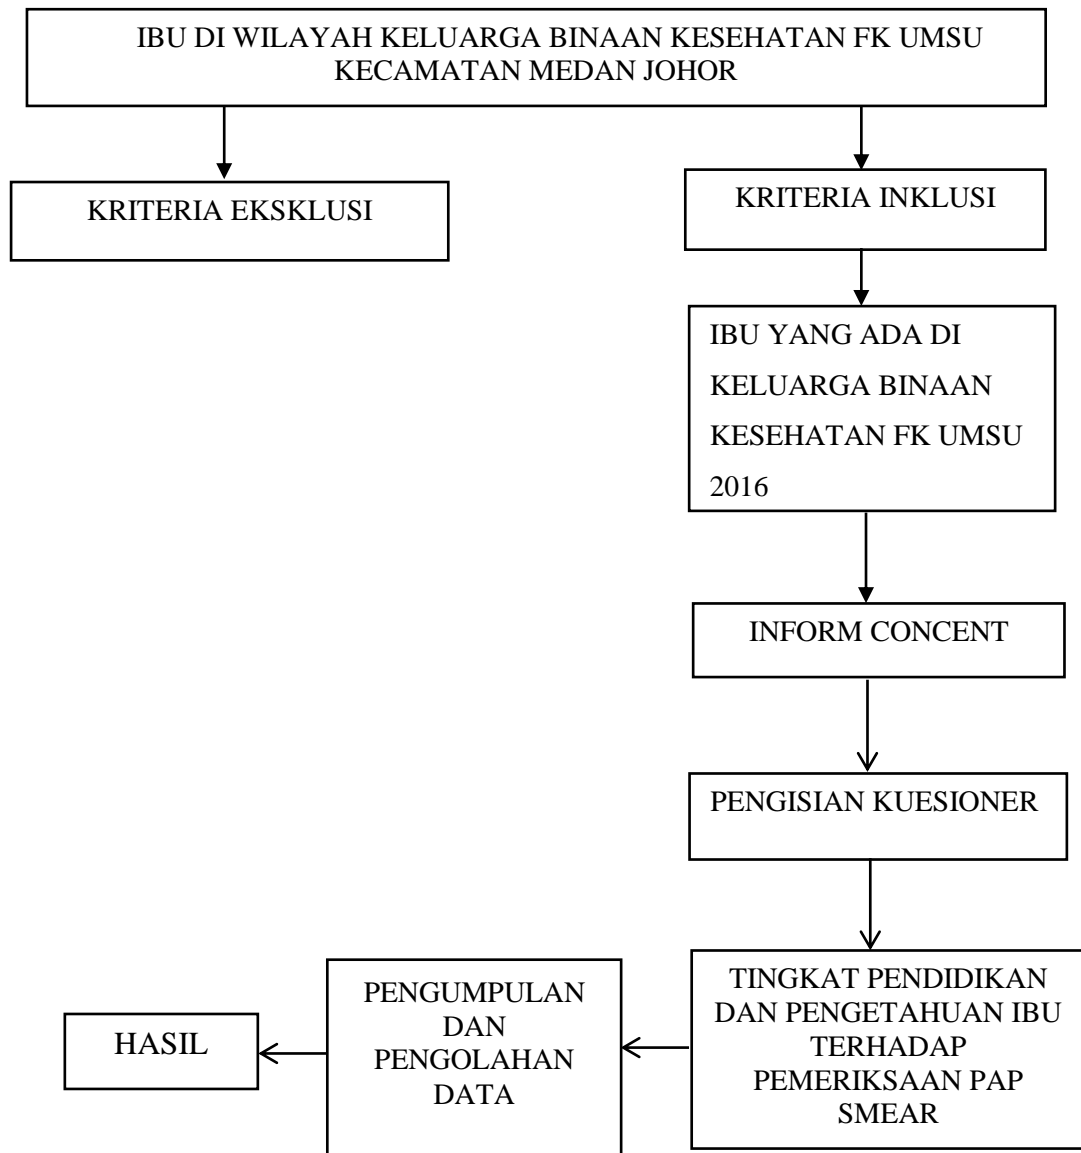 IBU DI WILAYAH KELUARGA BINAAN KESEHATAN FK UMSU
KECAMATAN MEDAN JOHOR
KRITERIA EKSKLUSI
KRITERIA INKLUSI
IBU YANG ADA DI
KELUARGA BINAAN
KESEHATAN FK UMSU
2016
INFORM CONCENT
PENGISIAN KUESIONER
TINGKAT PENDIDIKAN
DAN PENGETAHUAN IBU
TERHADAP
PEMERIKSAAN PAP
SMEAR
PENGUMPULAN
DAN
PENGOLAHAN
DATA
HASIL